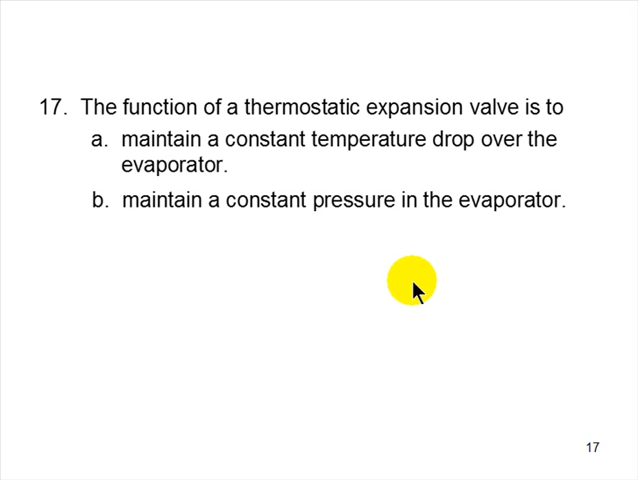 17. The function of a thermostatic expansion valve is to
a. maintain a constant temperature drop over the
evaporator.
b. maintain a constant pressure in the evaporator.
17